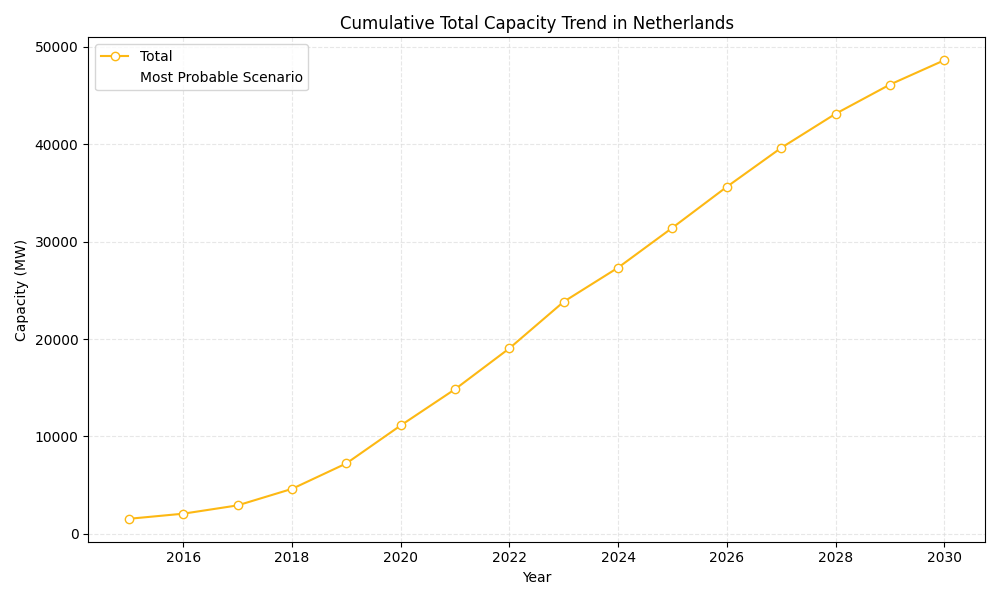 Cumulative Total Capacity Trend in Netherlands
Total
Most Probable Scenario
Capacity (MW)
50000
40000
30000
20000
10000
0
2016 2018 2020 2022 2024 2026 2028 2030
Year